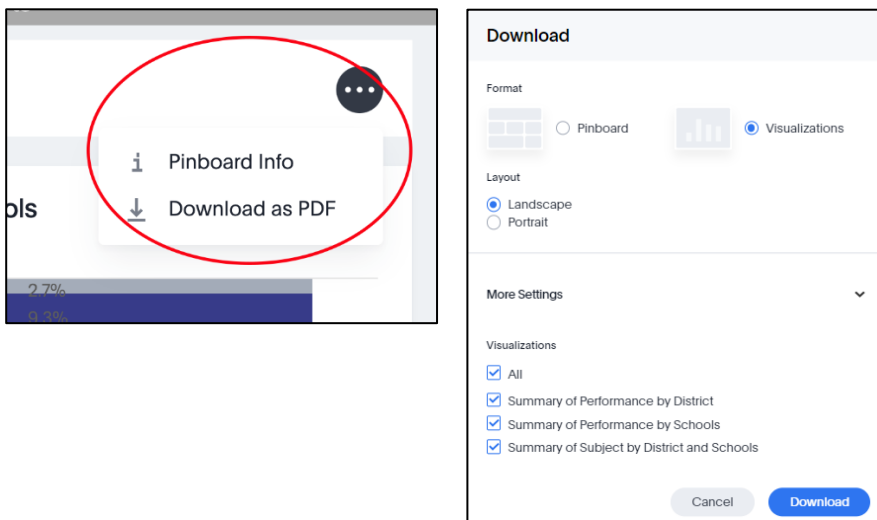 Pinboard Info
ols
Download as PDF
2.7%
9.3%
Download
Format
Pinboard
Visualizations
Layout
Landscape
Portrait
More Settings
Visualizations
All
Summary of Performance by District
Summary of Performance by Schools
Summary of Subject by District and Schools
Cancel
Download